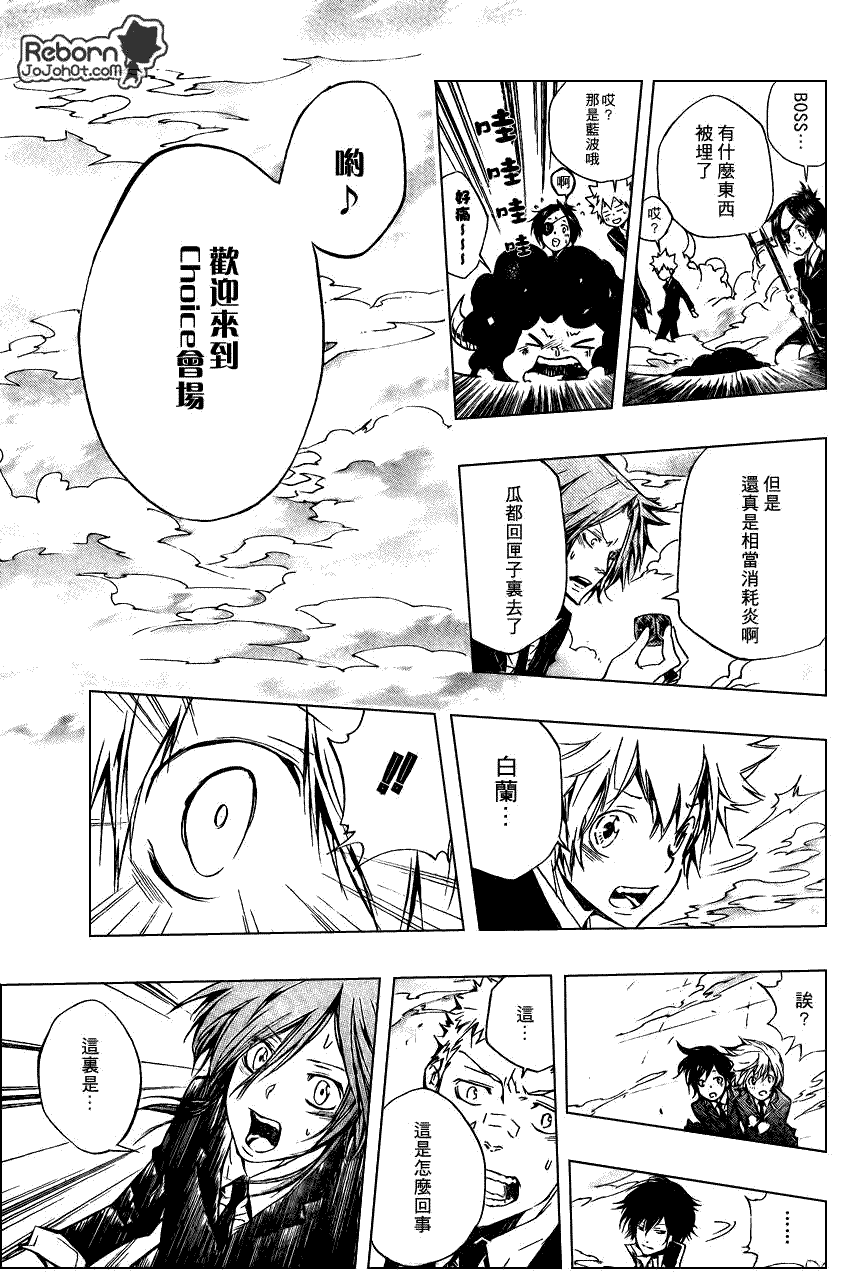 Reborn
JoJohot.com
BOSS…
有什麼東西
被埋了
哎？
哎？
那是藍波哦
啊
哇
哇
哇
哇
好痛～～～
但是
還真是相當消耗炎啊
瓜都回匣子裏去了
喲♪
歡迎來到
Choice會場
白蘭…
!!
誒？
……
這…
這是怎麼回事
這裏是…